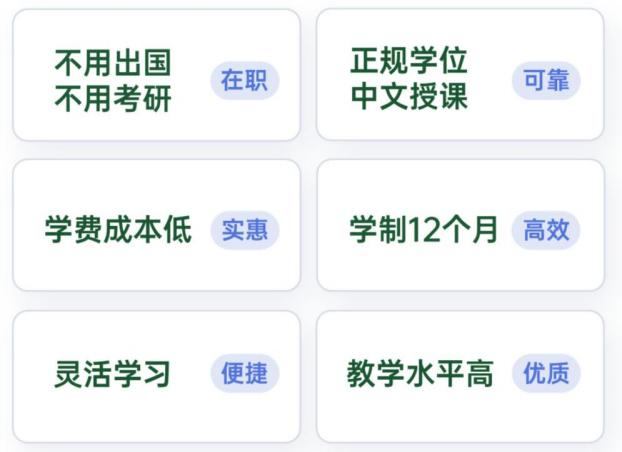 不用出国
不用考研
在职
正规学位
中文授课
可靠
学费成本低
实惠
学制12个月
高效
灵活学习
便捷
教学水平高
优质